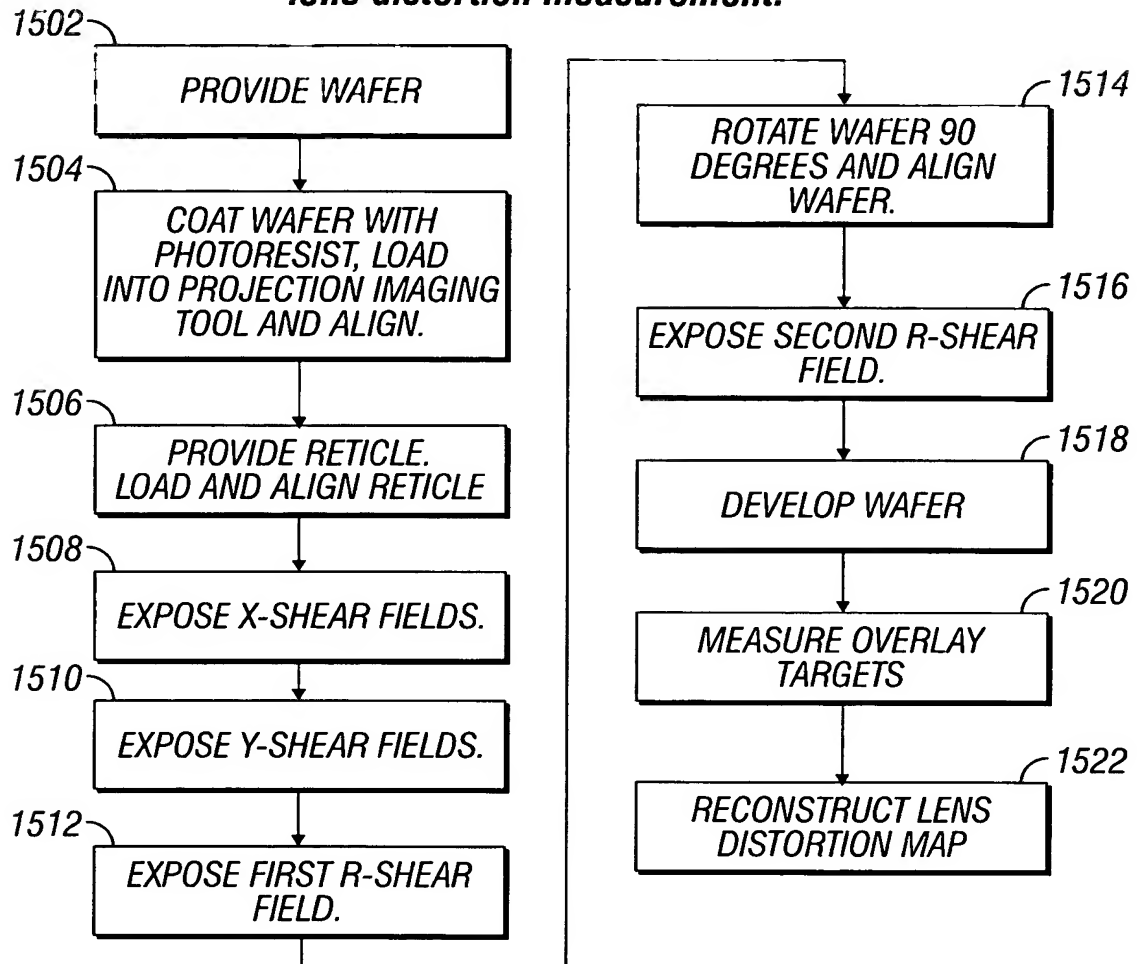 lens distortion measurement.
1502
PROVIDE WAFER
1504
COAT WAFER WITH
PHOTORESIST, LOAD
INTO PROJECTION IMAGING
TOOL AND ALIGN.
1506
PROVIDE RETICLE.
LOAD AND ALIGN RETICLE
1508
EXPOSE X-SHEAR FIELDS.
1510
EXPOSE Y-SHEAR FIELDS.
1512
EXPOSE FIRST R-SHEAR
FIELD.
1514
ROTATE WAFER 90
DEGREES AND ALIGN
WAFER.
1516
EXPOSE SECOND R-SHEAR
FIELD.
1518
DEVELOP WAFER
1520
MEASURE OVERLAY
TARGETS
1522
RECONSTRUCT LENS
DISTORTION MAP